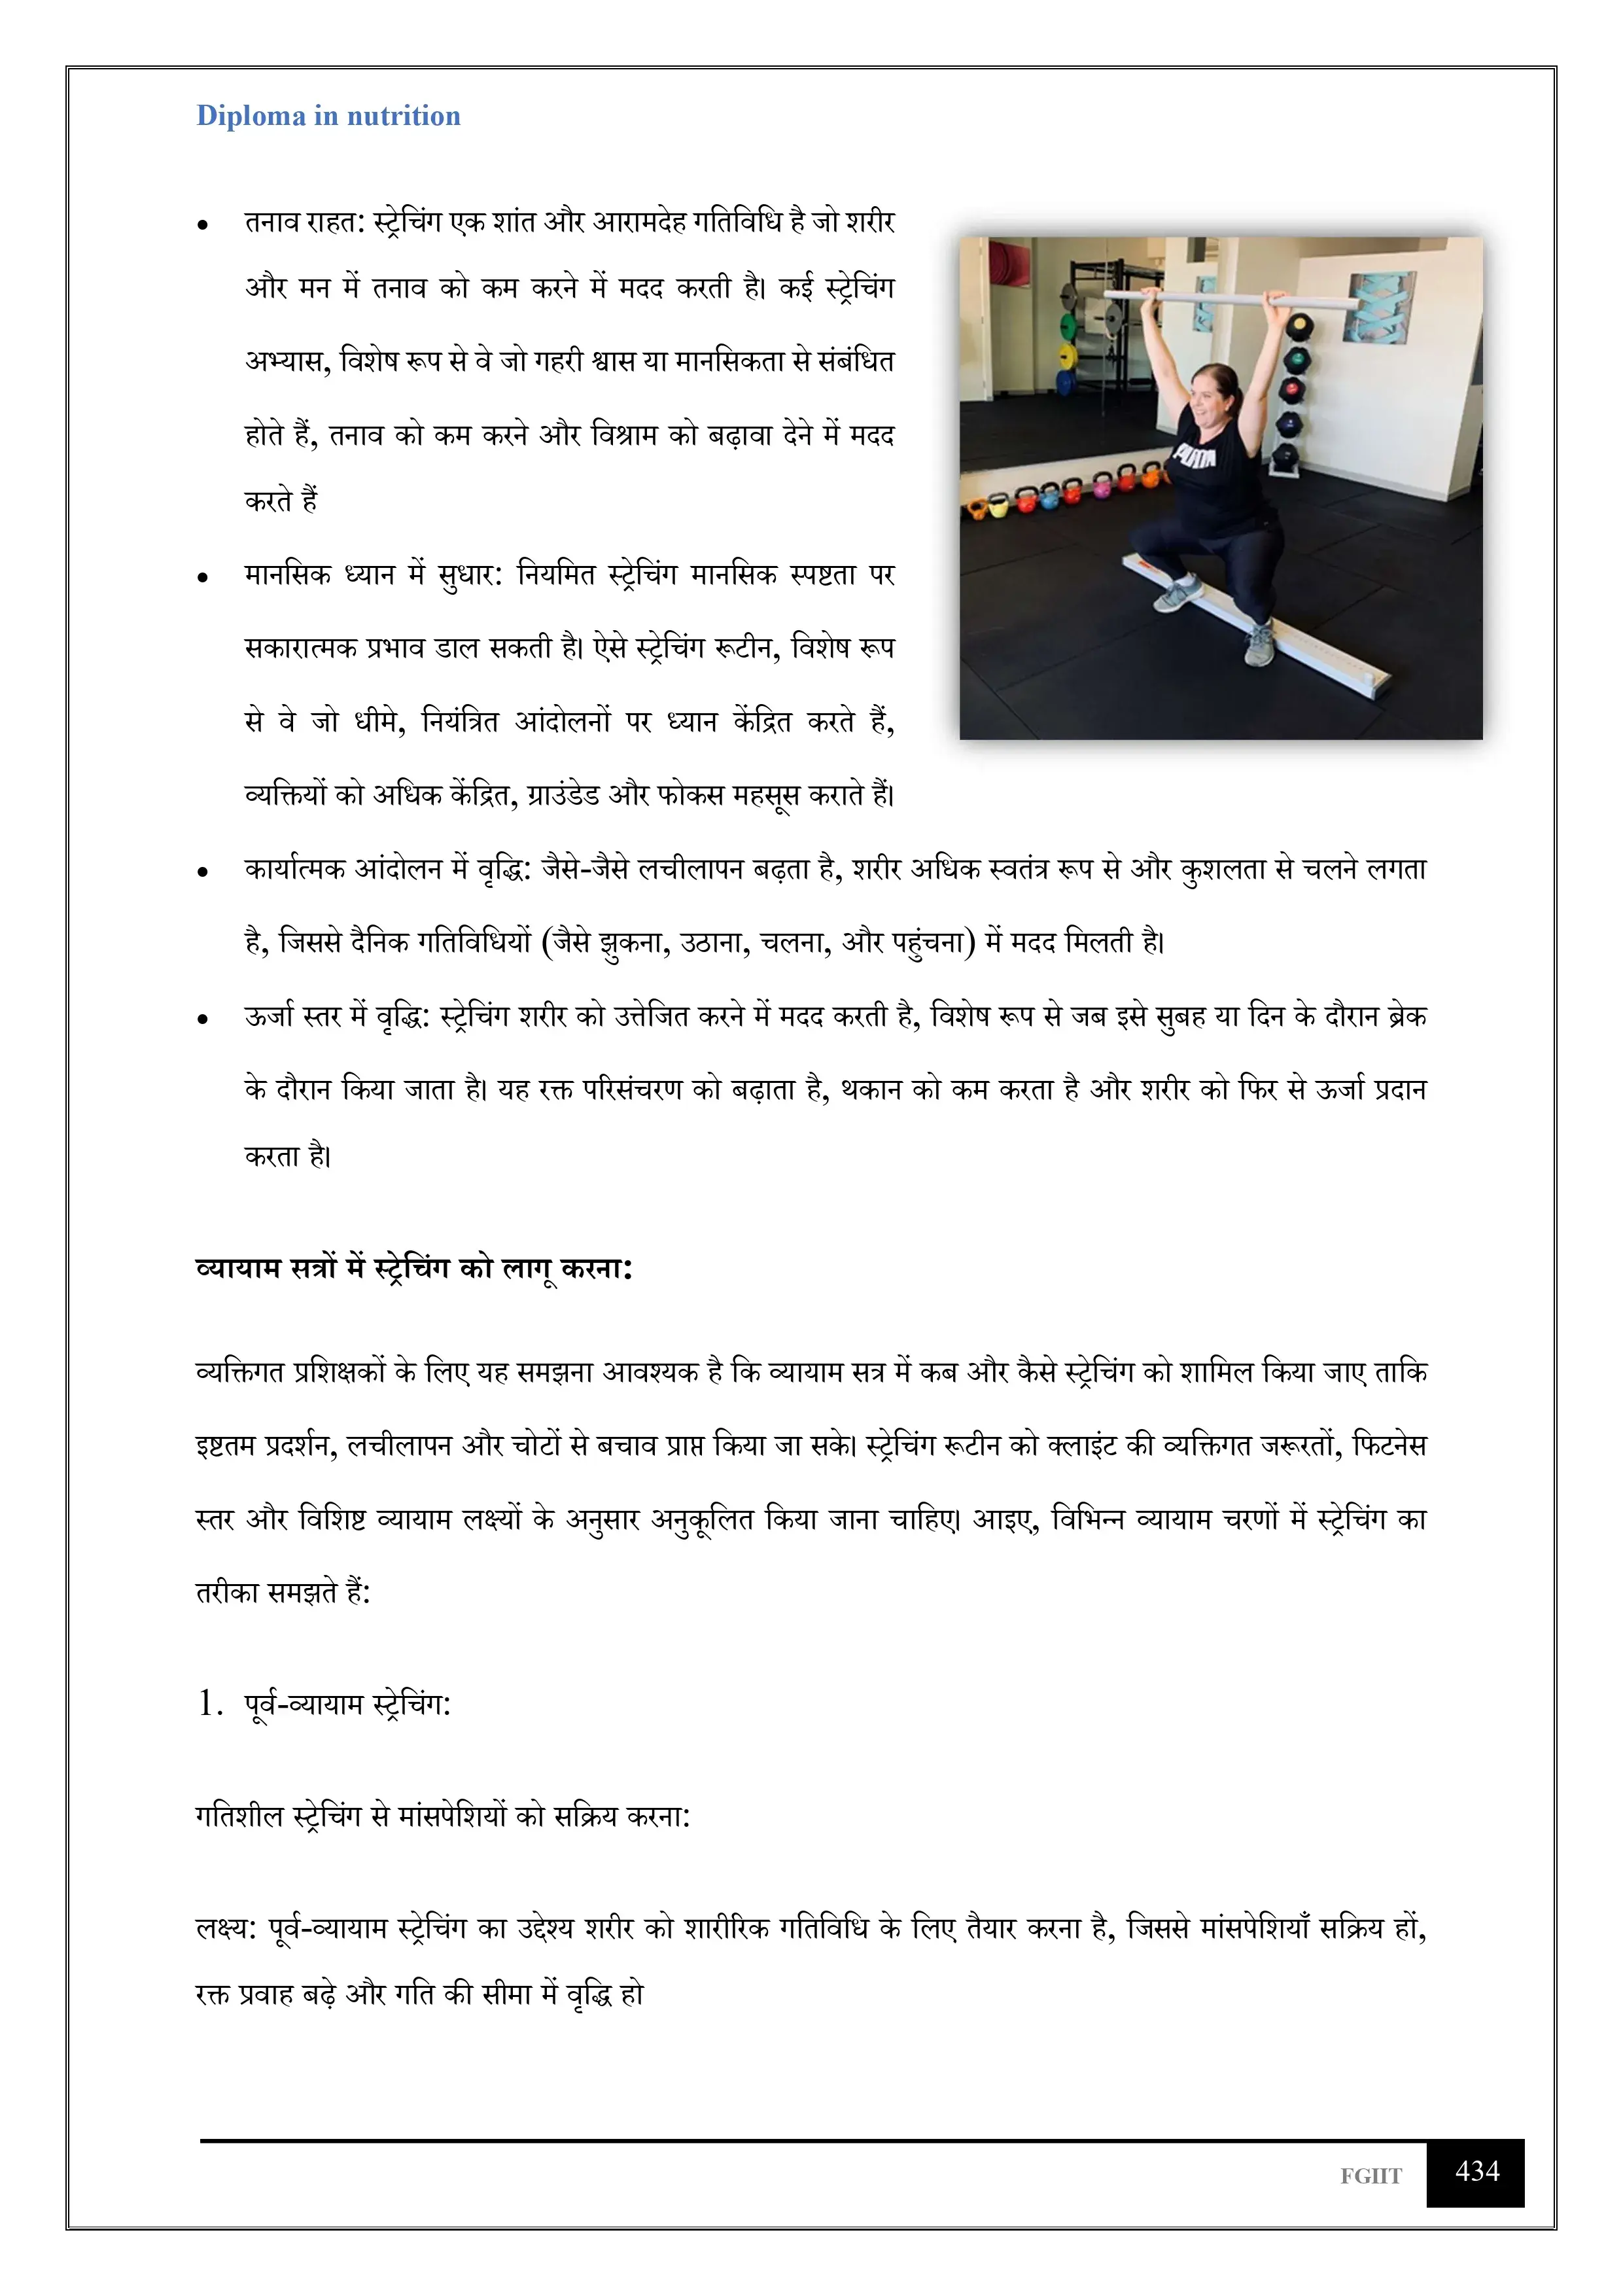 Diploma in nutrition
• तनाव राहत: स्ट्रेचिंग एक शांत और आरामदेह गतिविधि है जो शरीर
और मन में तनाव को कम करने में मदद करती है। कई स्ट्रेचिंग
अभ्यास, विशेष रूप से वे जो गहरी श्वास या मानसिकता से संबंधित
होते हैं, तनाव को कम करने और विश्राम को बढ़ावा देने में मदद
करते हैं
• मानसिक ध्यान में सुधार: नियमित स्ट्रेचिंग मानसिक स्पष्टता पर
सकारात्मक प्रभाव डाल सकती है। ऐसे स्ट्रेचिंग रूटीन, विशेष रूप
से वे जो धीमे, नियंत्रित आंदोलनों पर ध्यान केंद्रित करते हैं,
व्यक्तियों को अधिक केंद्रित, ग्राउंडेड और फोकस महसूस कराते हैं।
PUMA
• कार्यात्मक आंदोलन में वृद्धि: जैसे-जैसे लचीलापन बढ़ता है, शरीर अधिक स्वतंत्र रूप से और कुशलता से चलने लगता
है, जिससे दैनिक गतिविधियों (जैसे झुकना, उठाना, चलना, और पहुंचना) में मदद मिलती है।
• ऊर्जा स्तर में वृद्धि: स्ट्रेचिंग शरीर को उत्तेजित करने में मदद करती है, विशेष रूप से जब इसे सुबह या दिन के दौरान ब्रेक
के दौरान किया जाता है। यह रक्त परिसंचरण को बढ़ाता है, थकान को कम करता है और शरीर को फिर से ऊर्जा प्रदान
करता है।
व्यायाम सत्रों में स्ट्रेचिंग को लागू करना:
व्यक्तिगत प्रशिक्षकों के लिए यह समझना आवश्यक है कि व्यायाम सत्र में कब और कैसे स्ट्रेचिंग को शामिल किया जाए ताकि
इष्टतम प्रदर्शन, लचीलापन और चोटों से बचाव प्राप्त किया जा सके। स्ट्रेचिंग रूटीन को क्लाइंट की व्यक्तिगत जरूरतों, फिटनेस
स्तर और विशिष्ट व्यायाम लक्ष्यों के अनुसार अनुकूलित किया जाना चाहिए। आइए, विभिन्न व्यायाम चरणों में स्ट्रेचिंग का
तरीका समझते हैं:
1. पूर्व-व्यायाम स्ट्रेचिंग:
गतिशील स्ट्रेचिंग से मांसपेशियों को सक्रिय करना:
लक्ष्य: पूर्व-व्यायाम स्ट्रेचिंग का उद्देश्य शरीर को शारीरिक गतिविधि के लिए तैयार करना है, जिससे मांसपेशियाँ सक्रिय हों,
रक्त प्रवाह बढ़े और गति की सीमा में वृद्धि हो
FGIIT 434